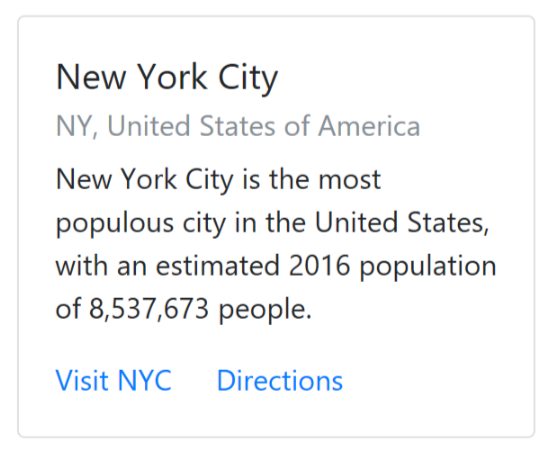 New York City
NY, United States of America
New York City is the most
populous city in the United States,
with an estimated 2016 population
of 8,537,673 people.
Visit NYC Directions